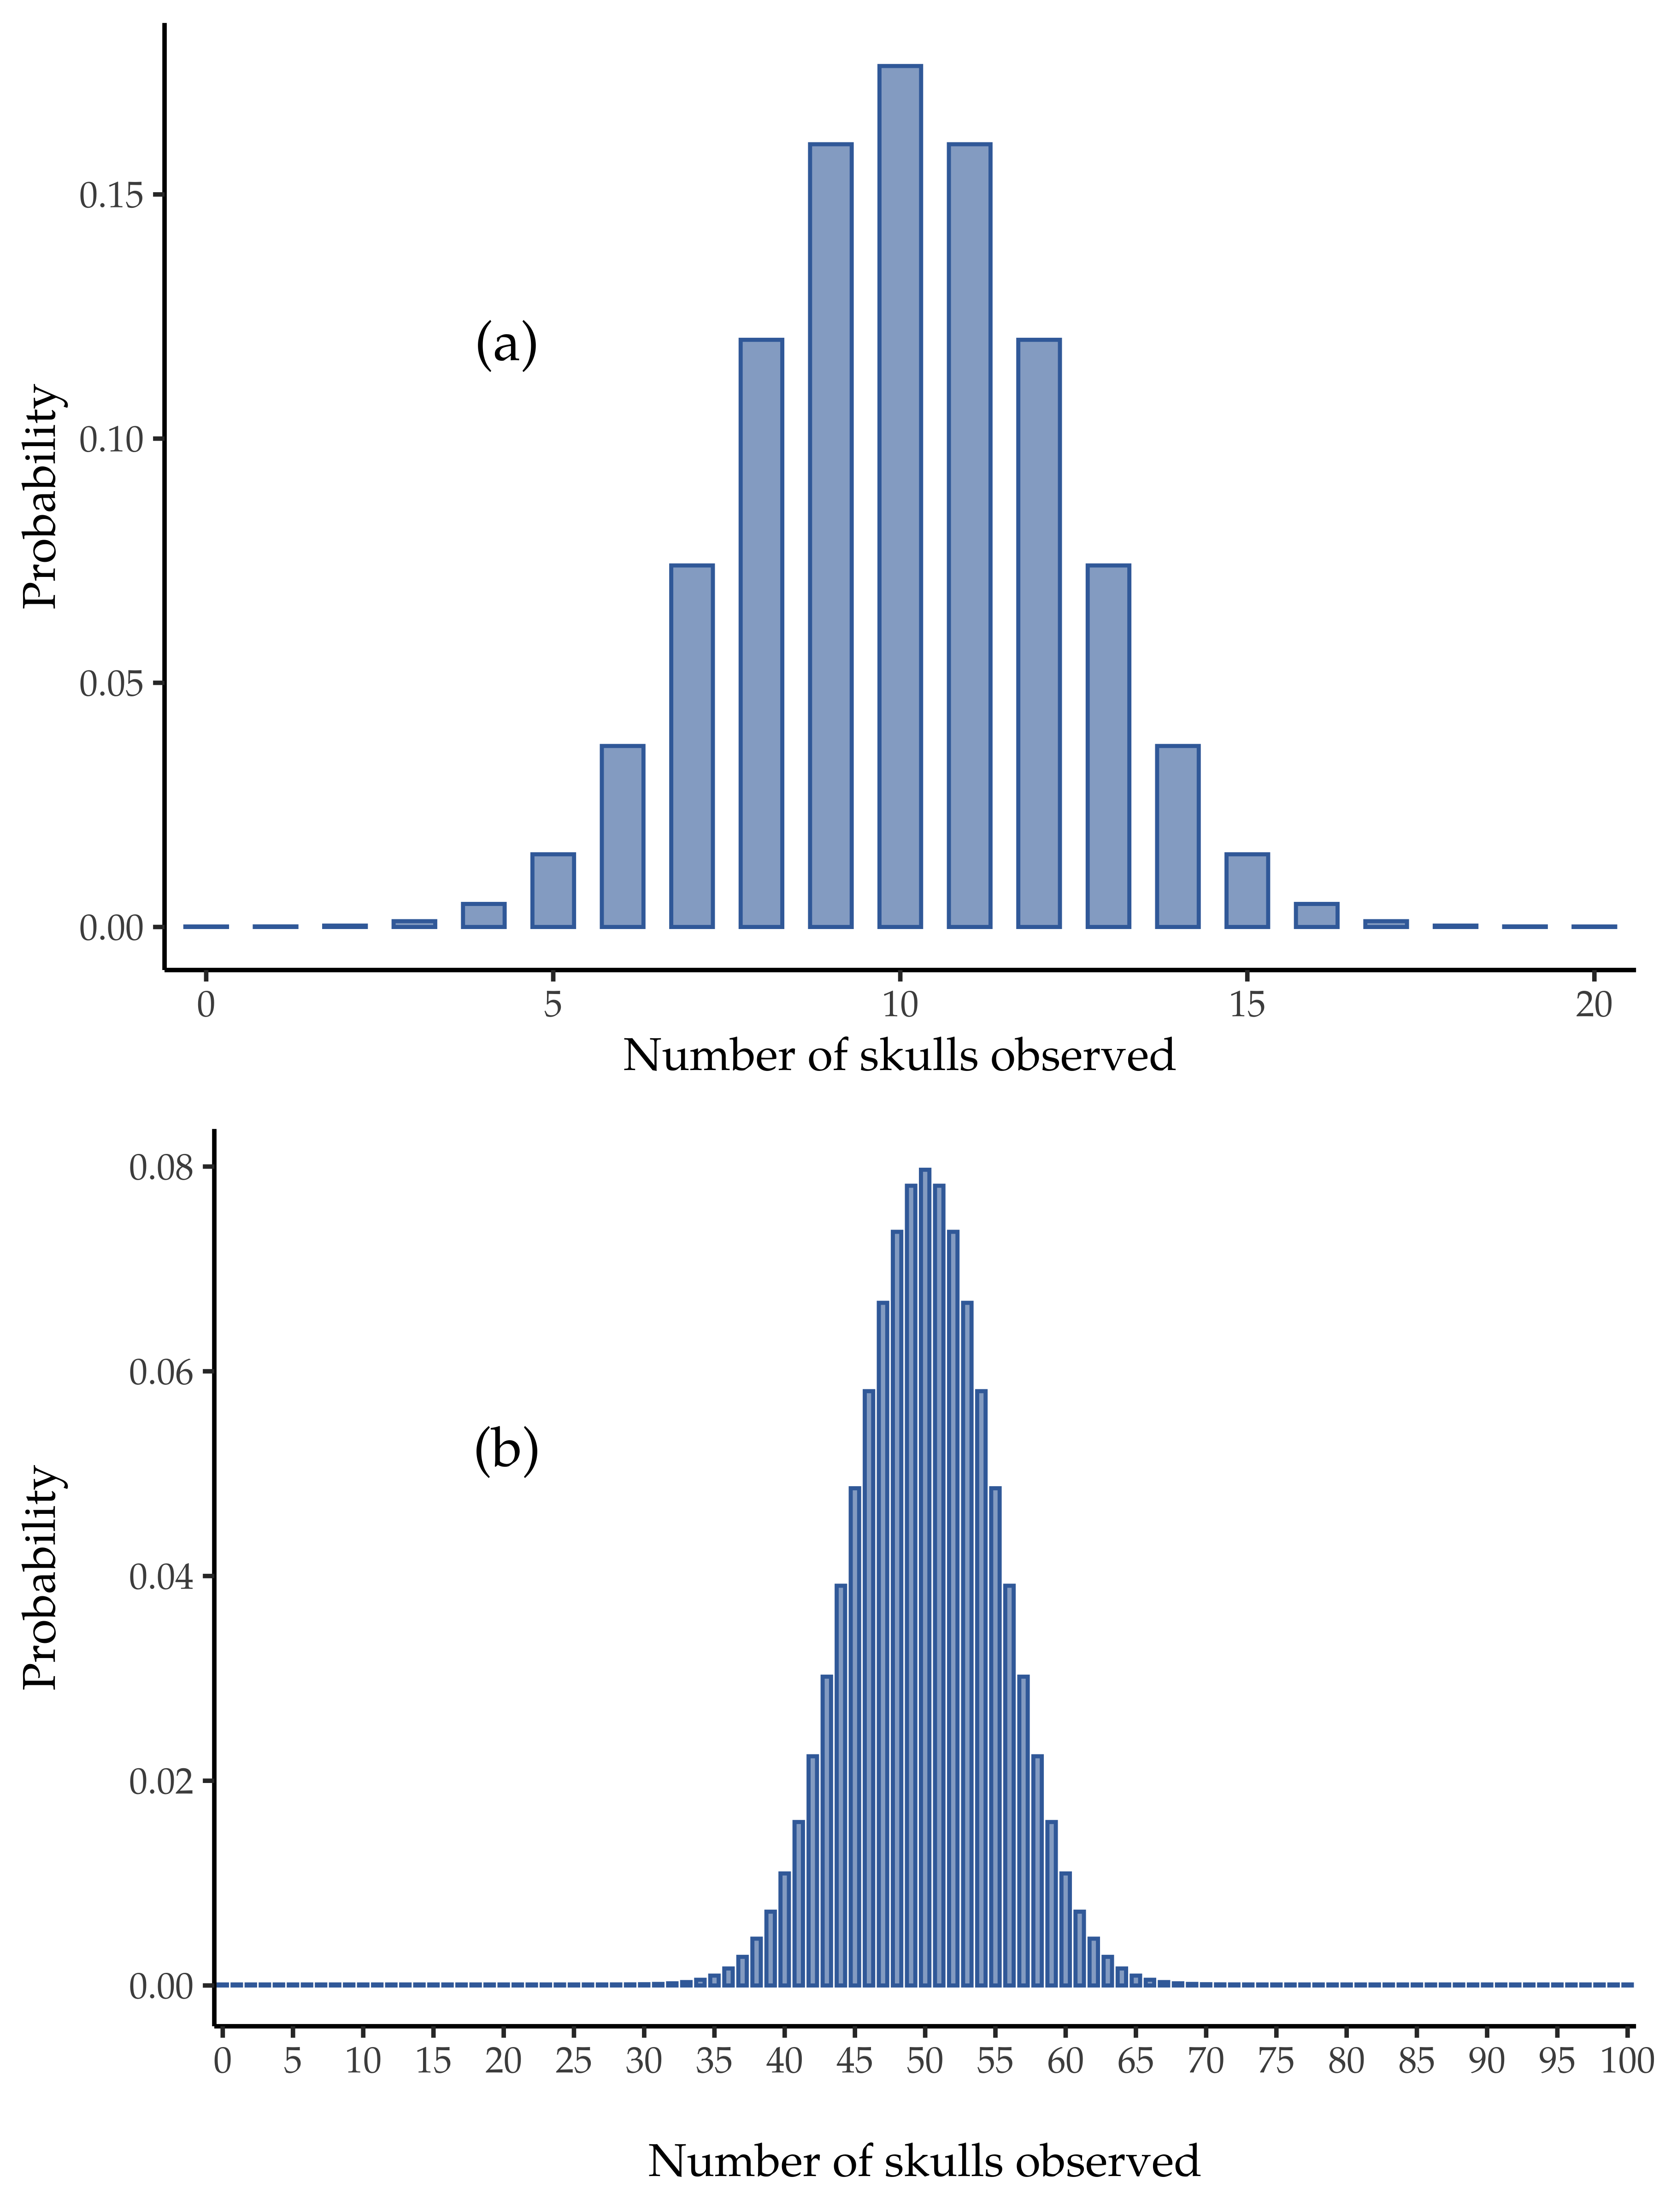 0.15
(a)
0.10
Probability
0.05
0.00
0 5 10 15 20
Number of skulls observed
0.08
0.06
(b)
0.04
Probability
0.02
0.00
0 5 10 15 20 25 30 35 40 45 50 55 60 65 70 75 80 85 90 95 100
Number of skulls observed